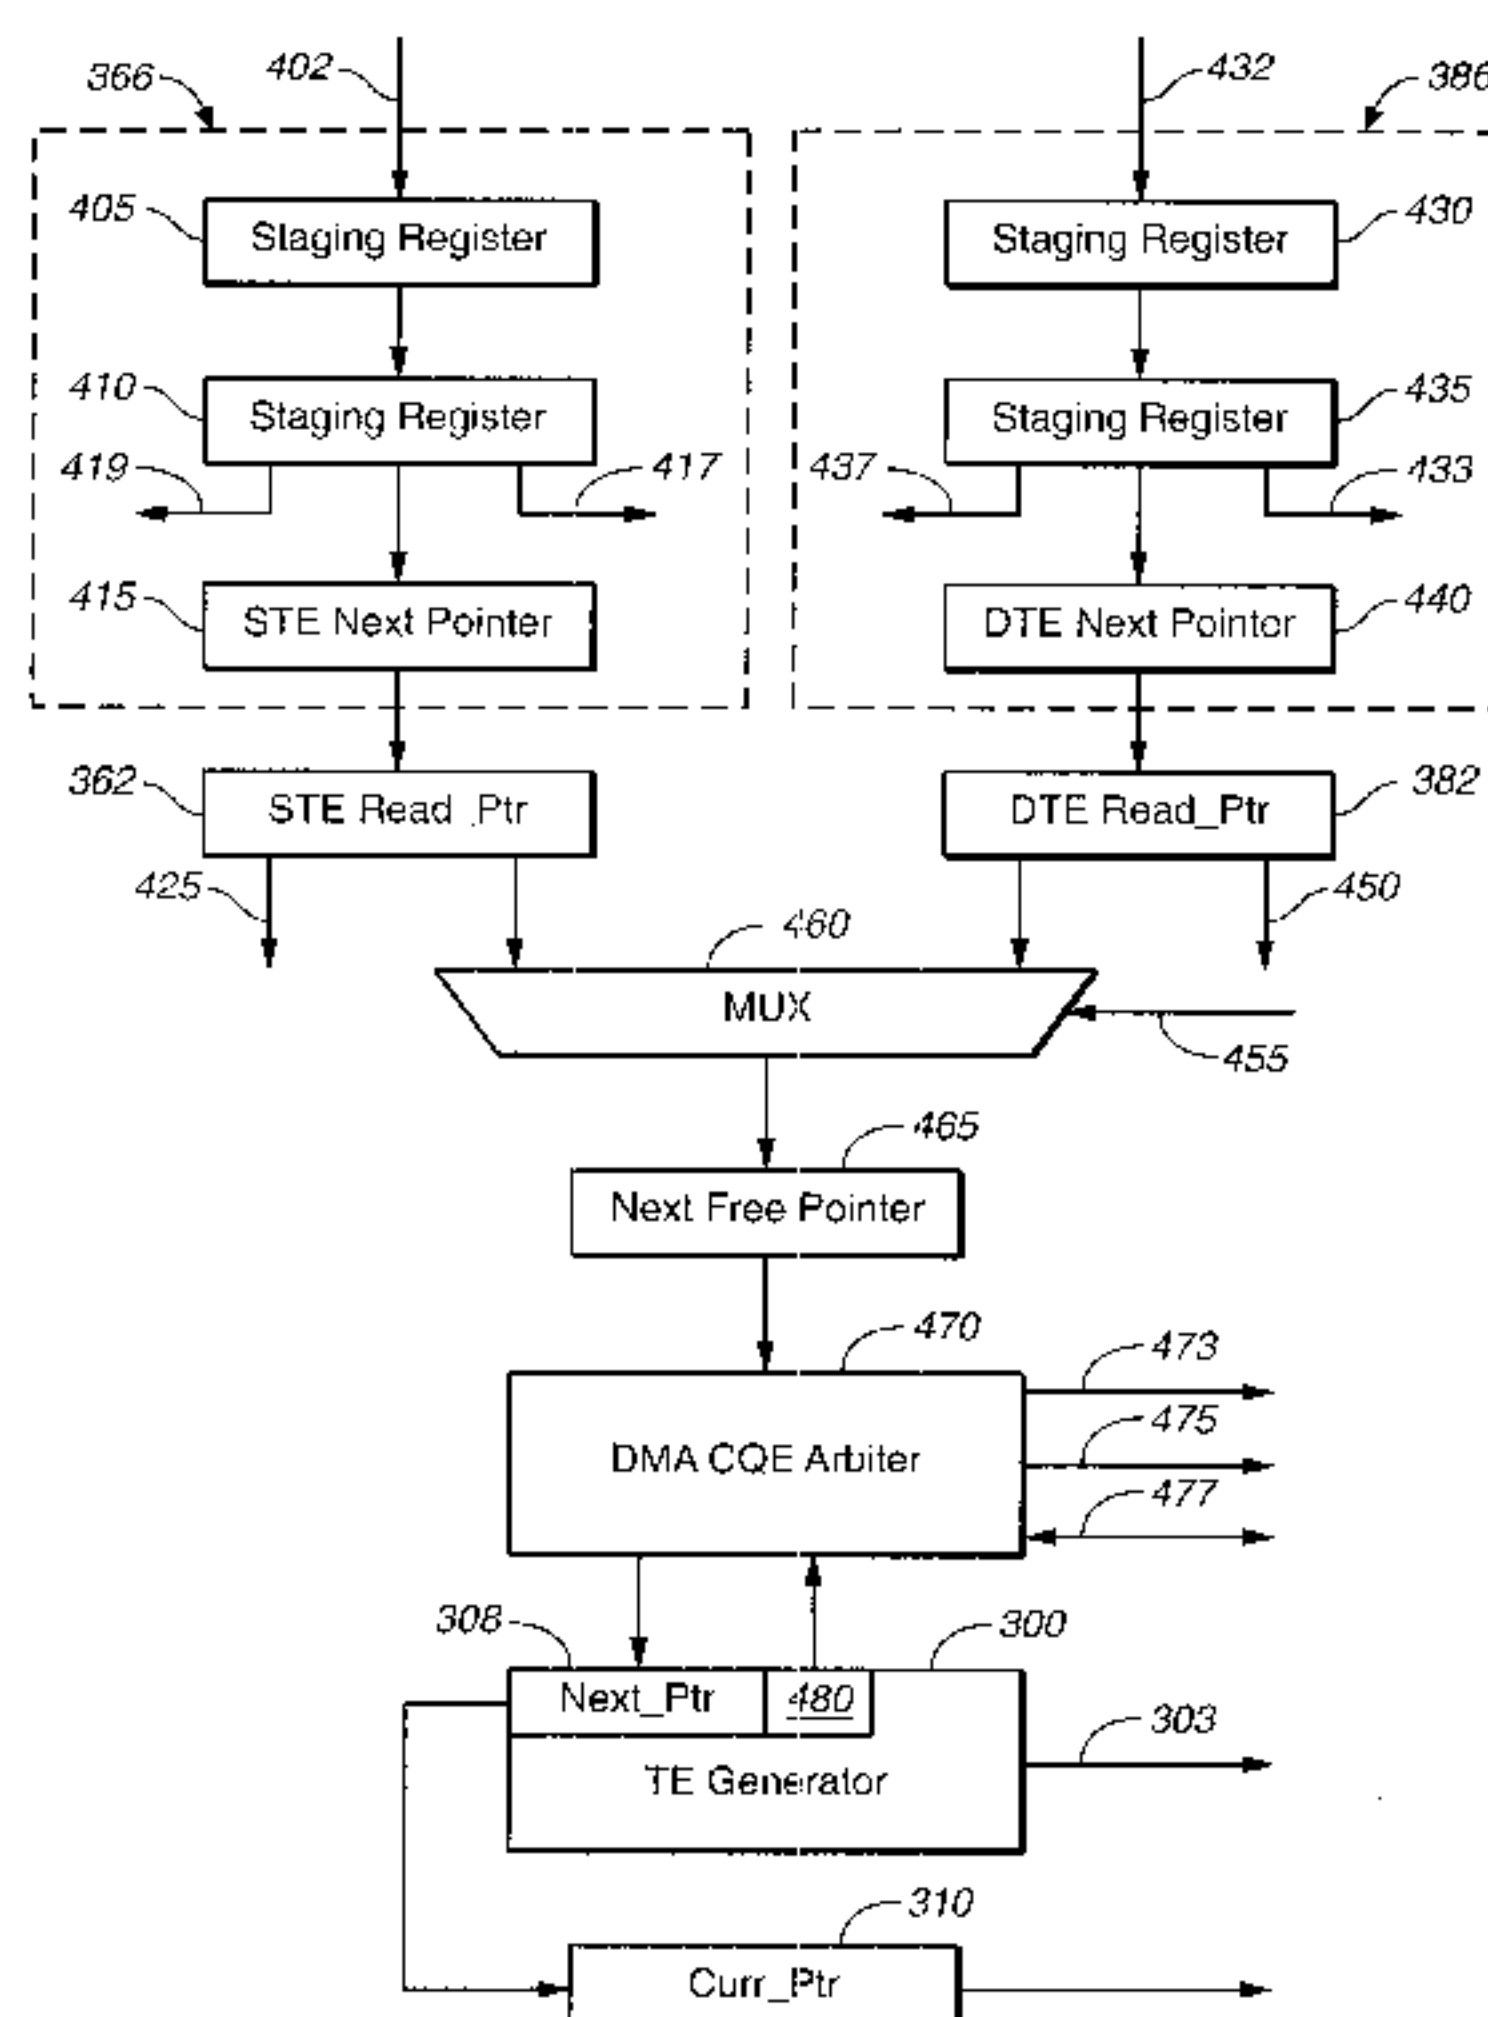 366
402
432
386
405
Staging Register
Staging Register
430
410
Staging Register
Staging Register
435
419
417
437
433
415
STE Next Pointer
DTE Next Pointer
440
362
STE Read_Ptr
DTE Read_Ptr
382
425
450
460
MUX
455
465
Next Free Pointer
470
473
DMA CQE Arbiter
475
477
308
300
Next_Ptr
480
303
TE Generator
310
Curr_Ptr